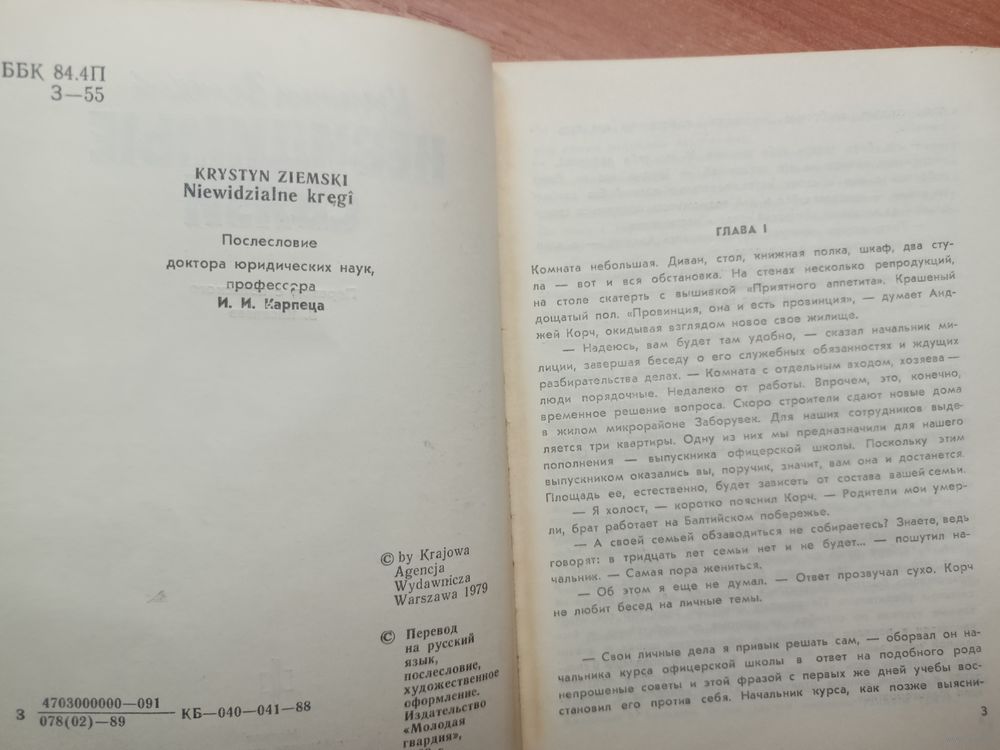 ББК 84.4П
З—55
KRYSTYN ZIEMSKI
Niewidzialne kręgî
Послесловие
доктора юридических наук,
профессора
И. И. Карпеца
© by Krajowa
Agencja
Wydawnicza
Warszawa 1979
© Перевод
на русский
язык,
послесловие,
художественное
оформление.
Издательство
«Молодая
гвардия»,
З 4703000000—091
078(02)—89
КБ—040—041—88
ГЛАВА I
Комната небольшая. Диван, стол, книжная полка, шкаф, два сту-
ла — вот и вся обстановка. На стенах несколько репродукций,
на столе скатерть с вышивкой «Приятного аппетита». Крашеный
дощатый пол. «Провинция, она и есть провинция», — думает Анд-
жей Корч, окидывая взглядом новое свое жилище.
— Надеюсь, вам будет там удобно, — сказал начальник ми-
лиции, завершая беседу о его служебных обязанностях и ждущих
разбирательства делах. — Комната с отдельным входом, хозяева —
люди порядочные. Недалеко от работы. Впрочем, это, конечно,
временное решение вопроса. Скоро строители сдают новые дома
в жилом микрорайоне Заборувек. Для наших сотрудников выде-
ляется три квартиры. Одну из них мы предназначили для нашего
пополнения — выпускника офицерской школы. Поскольку этим
выпускником оказались вы, поручик, значит, вам она и достанется.
Площадь ее, естественно, будет зависеть от состава вашей семьи.
— Я холост, — коротко пояснил Корч. — Родители мои умер-
ли, брат работает на Балтийском побережье.
— А своей семьей обзаводиться не собираетесь? Знаете, ведь
говорят: в тридцать лет семьи нет и не будет... — пошутил на-
чальник. — Самая пора жениться.
— Об этом я еще не думал. — Ответ прозвучал сухо. Корч
не любит бесед на личные темы.
— Свои личные дела я привык решать сам, — оборвал он на-
чальника курса офицерской школы в ответ на подобного рода
непрошеные советы и этой фразой с первых же дней учебы вос-
становил его против себя. Начальник курса, как позже выясни-
3